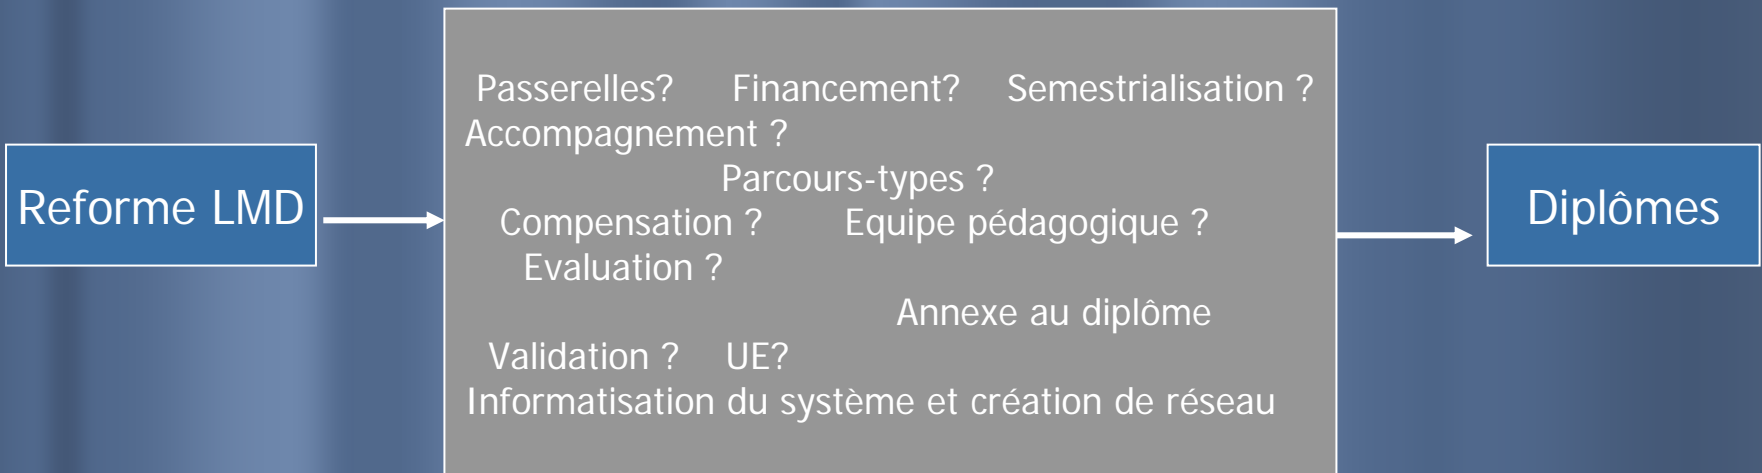 Reforme LMD
Passerelles? Financement? Semestrialisation ?
Accompagnement ?
Parcours-types ?
Compensation ? Equipe pédagogique ?
Evaluation ?
Annexe au diplôme
Validation ? UE?
Informatisation du système et création de réseau
Diplômes